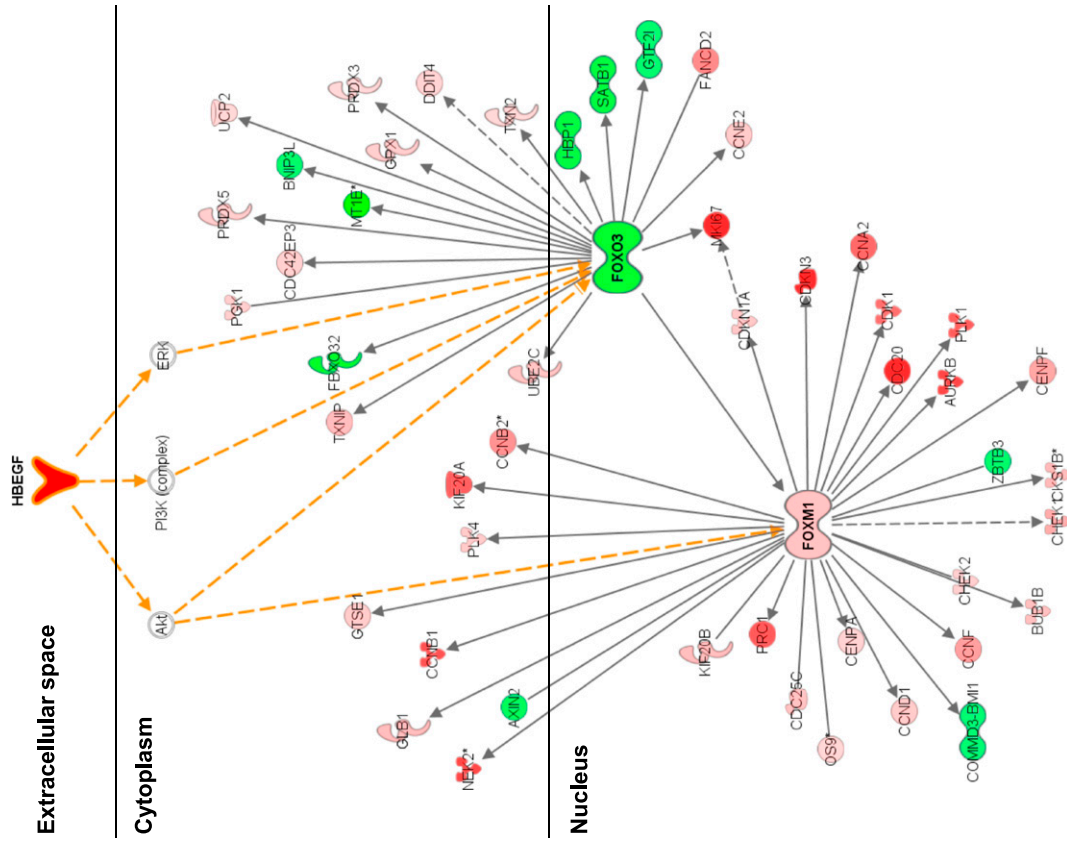 HBEGF
Extracellular space
Cytoplasm
Nucleus
ERK
PI3K (complex)
Akt
UCP2
PRDX3
DDIT4
TXN2
BNIP3L
GPX1
MT1E*
PRDX5
CDC42EP3
PGK1
FBXO32
TXNIP
UBE2C
CCNB2*
KIF20A
PLK4
GTSE1
CCNB1
GLB1
AXIN2
NEK2*
HBP1
SATB1
GTF2I
FANCD2
CCNE2
FOXO3
MKI67
CDKN1A
CDKN3
CCNA2
CDK1
PLK1
CDC20
AURKB
CENPF
ZBTB3
CKS1B*
CHEK1
FOXM1
CHEK2
BUB1B
KIF20B
PRC1
CENPA
CCNF
CDC25C
CCND1
OS9*
COMMD3-BMI1